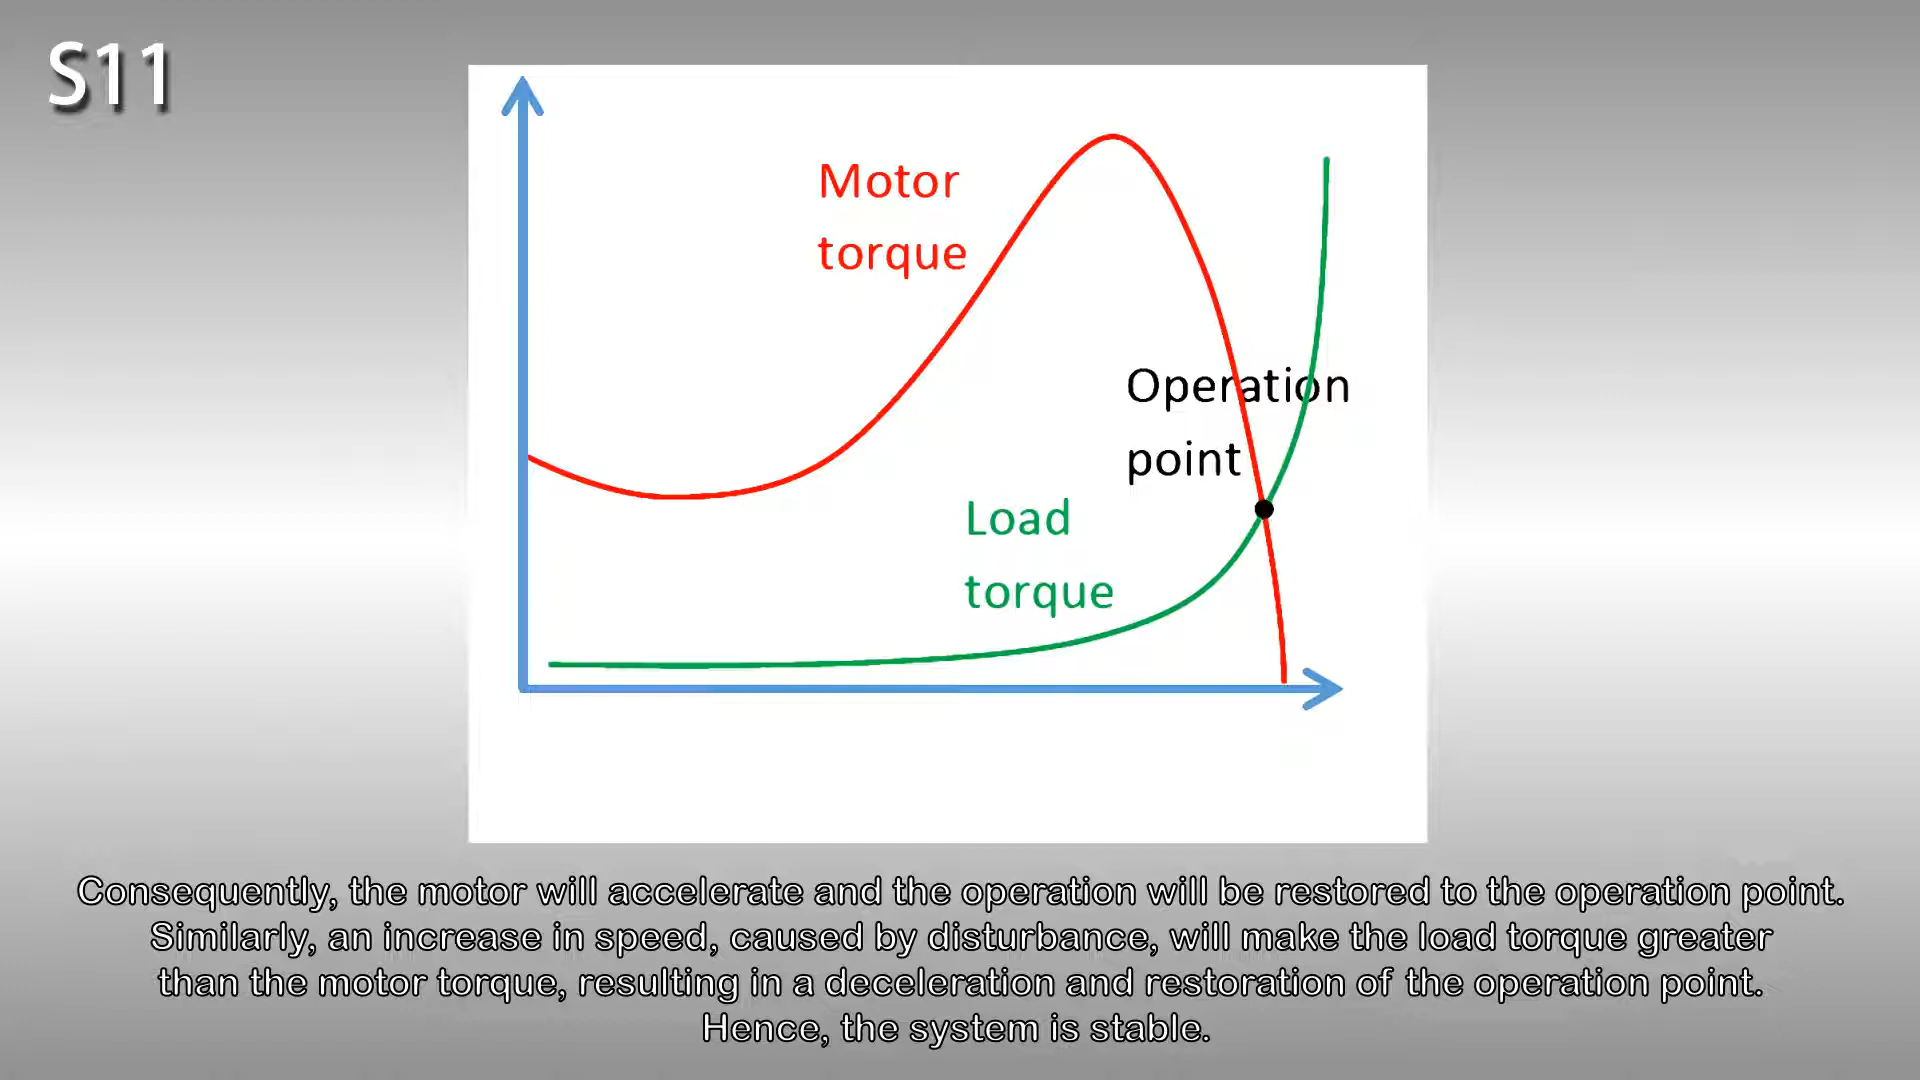 S11
Motor
torque
Operation
point
Load
torque
Consequently, the motor will accelerate and the operation will be restored to the operation point.
Similarly, an increase in speed, caused by disturbance, will make the load torque greater
than the motor torque, resulting in a deceleration and restoration of the operation point.
Hence, the system is stable.